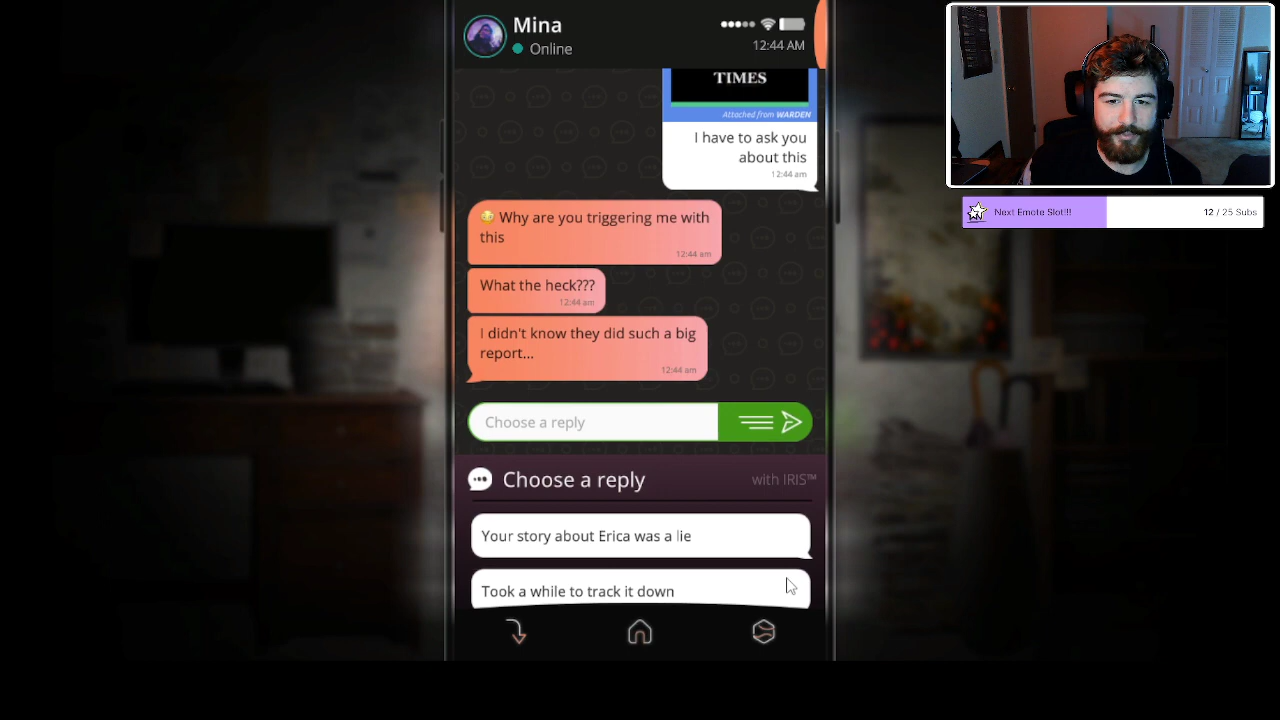 Mina
Online
12:44 AM
TIMES
Attached from WARDEN
I have to ask you
about this
12:44 am
😳 Why are you triggering me with
this
12:44 am
What the heck???
12:44 am
I didn't know they did such a big
report...
12:44 am
Choose a reply
Choose a reply
with IRIS™
Your story about Erica was a lie
Took a while to track it down
Next Emote Slot!!!
12 / 25 Subs